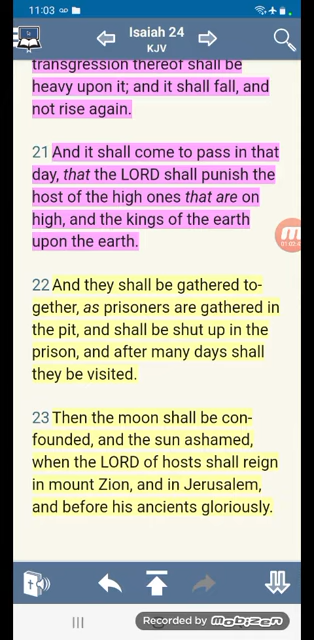 11:03
Isaiah 24
KJV
transgression thereof shall be
heavy upon it; and it shall fall, and
not rise again.
21 And it shall come to pass in that
day, that the LORD shall punish the
host of the high ones that are on
high, and the kings of the earth
upon the earth.
22 And they shall be gathered to-
gether, as prisoners are gathered in
the pit, and shall be shut up in the
prison, and after many days shall
they be visited.
23 Then the moon shall be con-
founded, and the sun ashamed,
when the LORD of hosts shall reign
in mount Zion, and in Jerusalem,
and before his ancients gloriously.
Recorded by mobizen